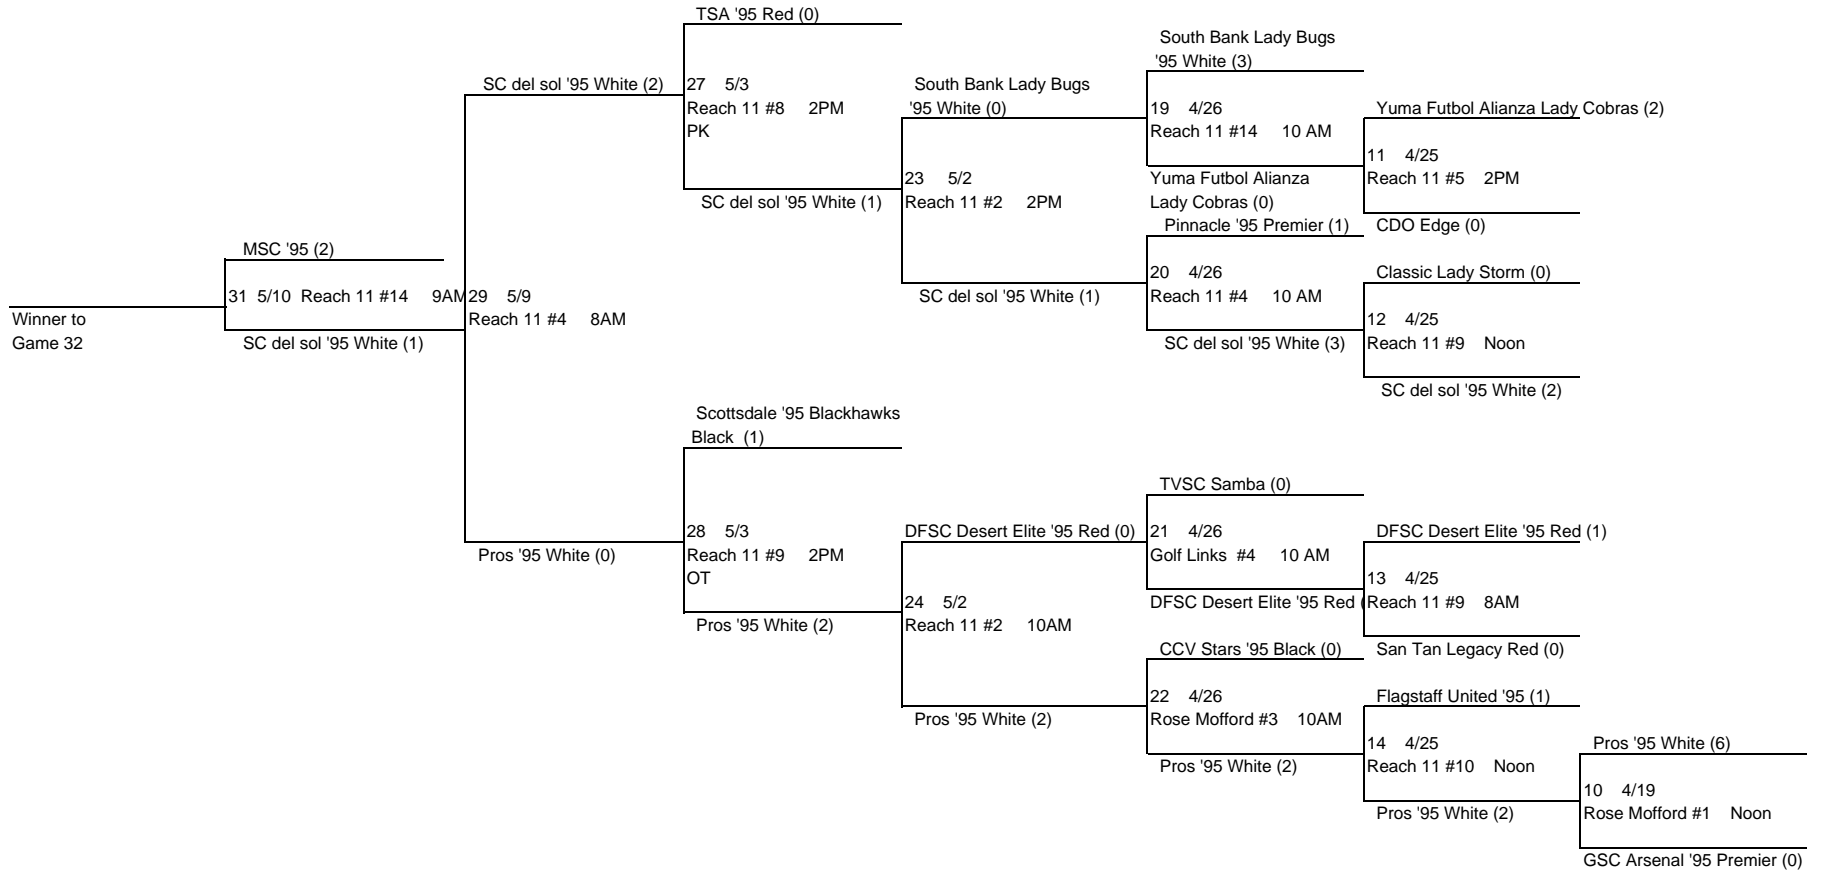 TSA '95 Red (0)
South Bank Lady Bugs
'95 White (3)
SC del sol '95 White (2)
27 5/3
Reach 11 #8 2PM
PK
South Bank Lady Bugs
'95 White (0)
19 4/26
Reach 11 #14 10 AM
Yuma Futbol Alianza Lady Cobras (2)
11 4/25
Reach 11 #5 2PM
SC del sol '95 White (1)
23 5/2
Reach 11 #2 2PM
Yuma Futbol Alianza
Lady Cobras (0)
Pinnacle '95 Premier (1)
CDO Edge (0)
MSC '95 (2)
31 5/10 Reach 11 #14 9AM
29 5/9
Reach 11 #4 8AM
SC del sol '95 White (1)
20 4/26
Reach 11 #4 10 AM
Classic Lady Storm (0)
12 4/25
Reach 11 #9 Noon
Winner to
Game 32
SC del sol '95 White (1)
SC del sol '95 White (3)
SC del sol '95 White (2)
Scottsdale '95 Blackhawks
Black (1)
TVSC Samba (0)
Pros '95 White (0)
28 5/3
Reach 11 #9 2PM
OT
DFSC Desert Elite '95 Red (0)
21 4/26
Golf Links #4 10 AM
DFSC Desert Elite '95 Red (1)
13 4/25
Reach 11 #9 8AM
Pros '95 White (2)
24 5/2
Reach 11 #2 10AM
DFSC Desert Elite '95 Red (
CCV Stars '95 Black (0)
San Tan Legacy Red (0)
Pros '95 White (2)
22 4/26
Rose Mofford #3 10AM
Flagstaff United '95 (1)
14 4/25
Reach 11 #10 Noon
Pros '95 White (6)
Pros '95 White (2)
10 4/19
Rose Mofford #1 Noon
Pros '95 White (2)
GSC Arsenal '95 Premier (0)